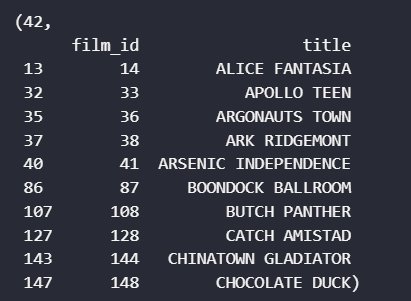 (42,
film_id title
13 14 ALICE FANTASIA
32 33 APOLLO TEEN
35 36 ARGONAUTS TOWN
37 38 ARK RIDGEMONT
40 41 ARSENIC INDEPENDENCE
86 87 BOONDOCK BALLROOM
107 108 BUTCH PANTHER
127 128 CATCH AMISTAD
143 144 CHINATOWN GLADIATOR
147 148 CHOCOLATE DUCK)